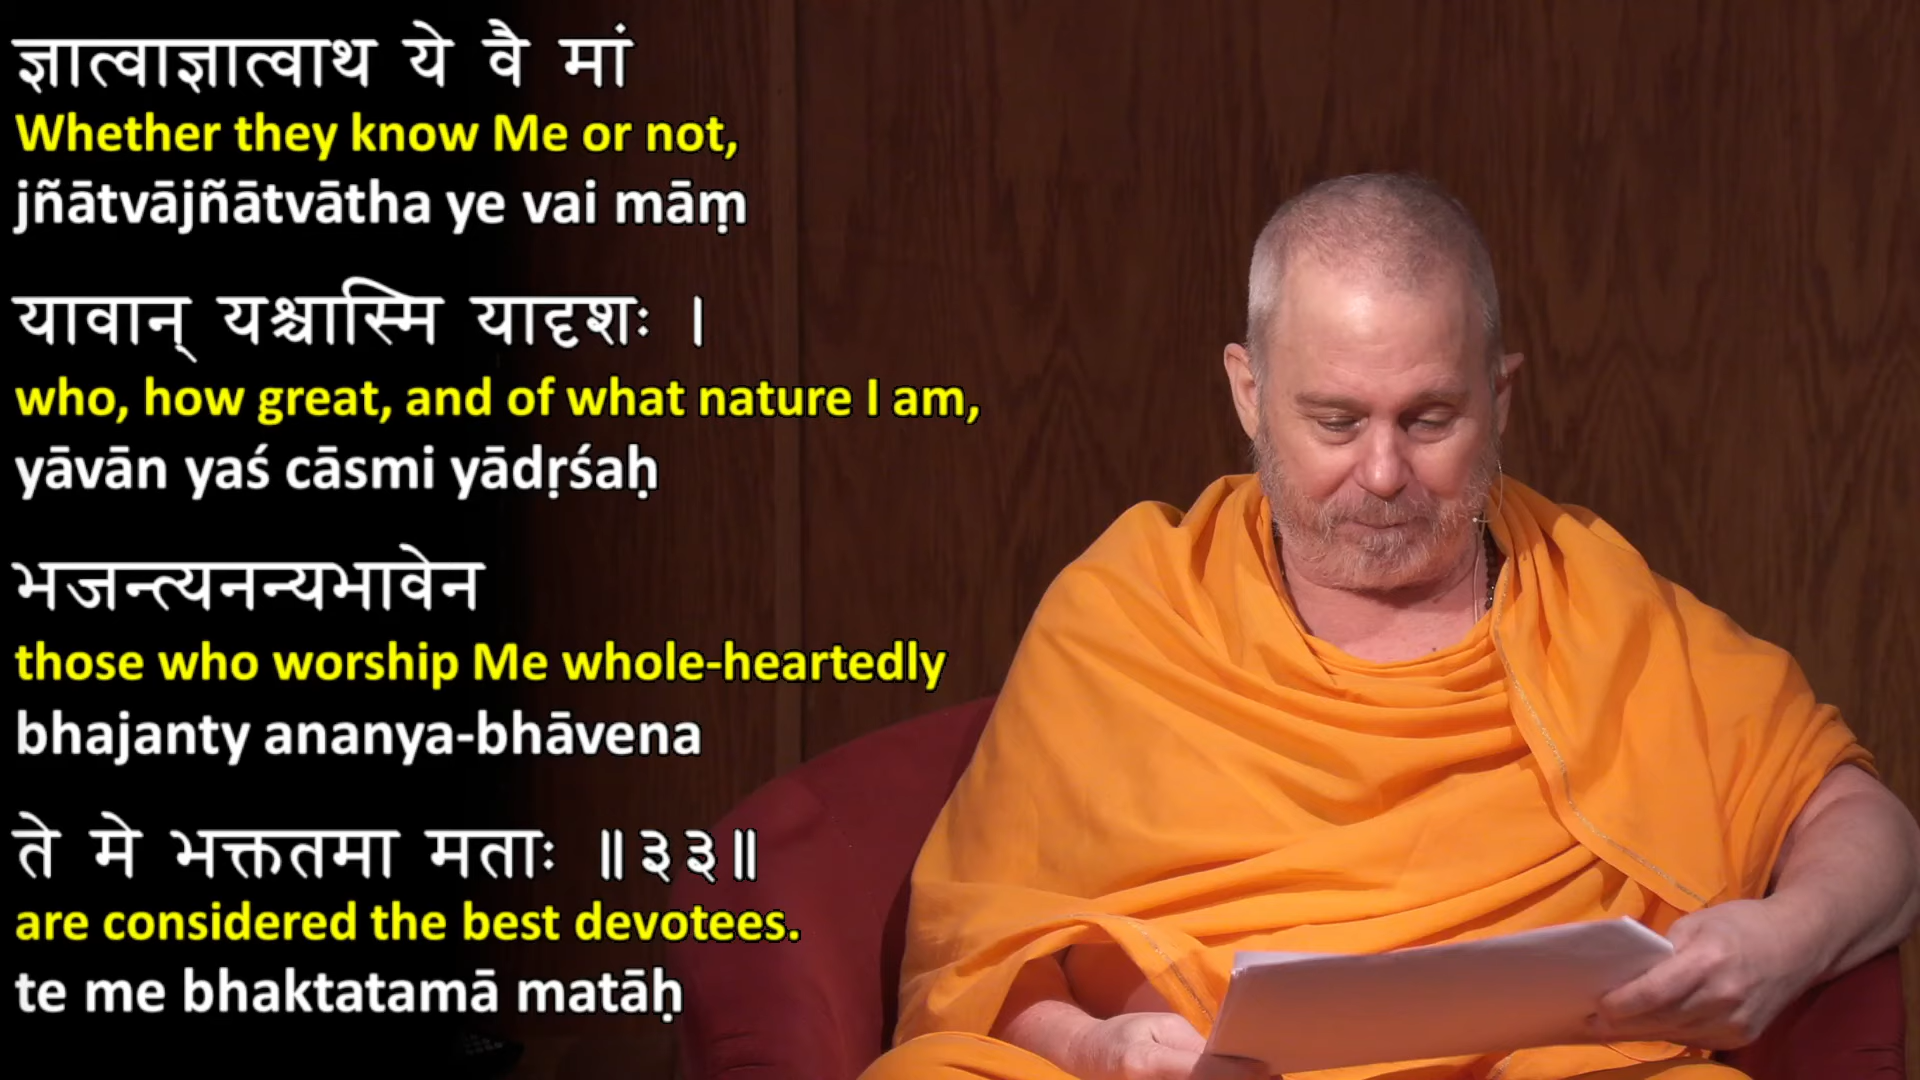 ज्ञात्वाज्ञात्वाथ ये वै मां
Whether they know Me or not,
jñātvājñātvātha ye vai māṃ
यावान् यश्चास्मि यादृशः ।
who, how great, and of what nature I am,
yāvān yaś cāsmi yādṛśaḥ
भजन्त्यनन्यभावेन
those who worship Me whole-heartedly
bhajanty ananya-bhāvena
ते मे भक्ततमा मताः ॥३३॥
are considered the best devotees.
te me bhaktatamā matāḥ